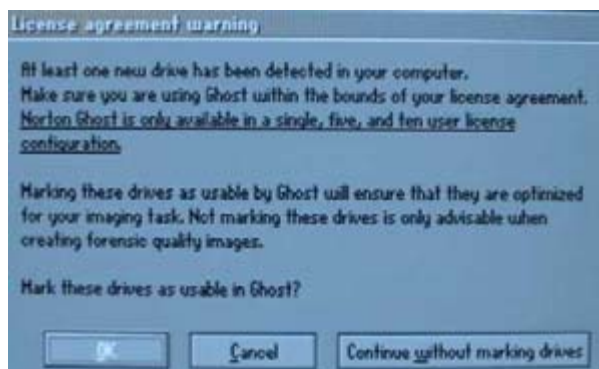 License agreement warning
At least one new drive has been detected in your computer.
Make sure you are using Ghost within the bounds of your license agreement.
Norton Ghost is only available in a single, five, and ten user license
configuration.
Marking these drives as usable by Ghost will ensure that they are optimized
for your imaging task. Not marking these drives is only advisable when
creating forensic quality images.
Mark these drives as usable in Ghost?
OK Cancel Continue without marking drives